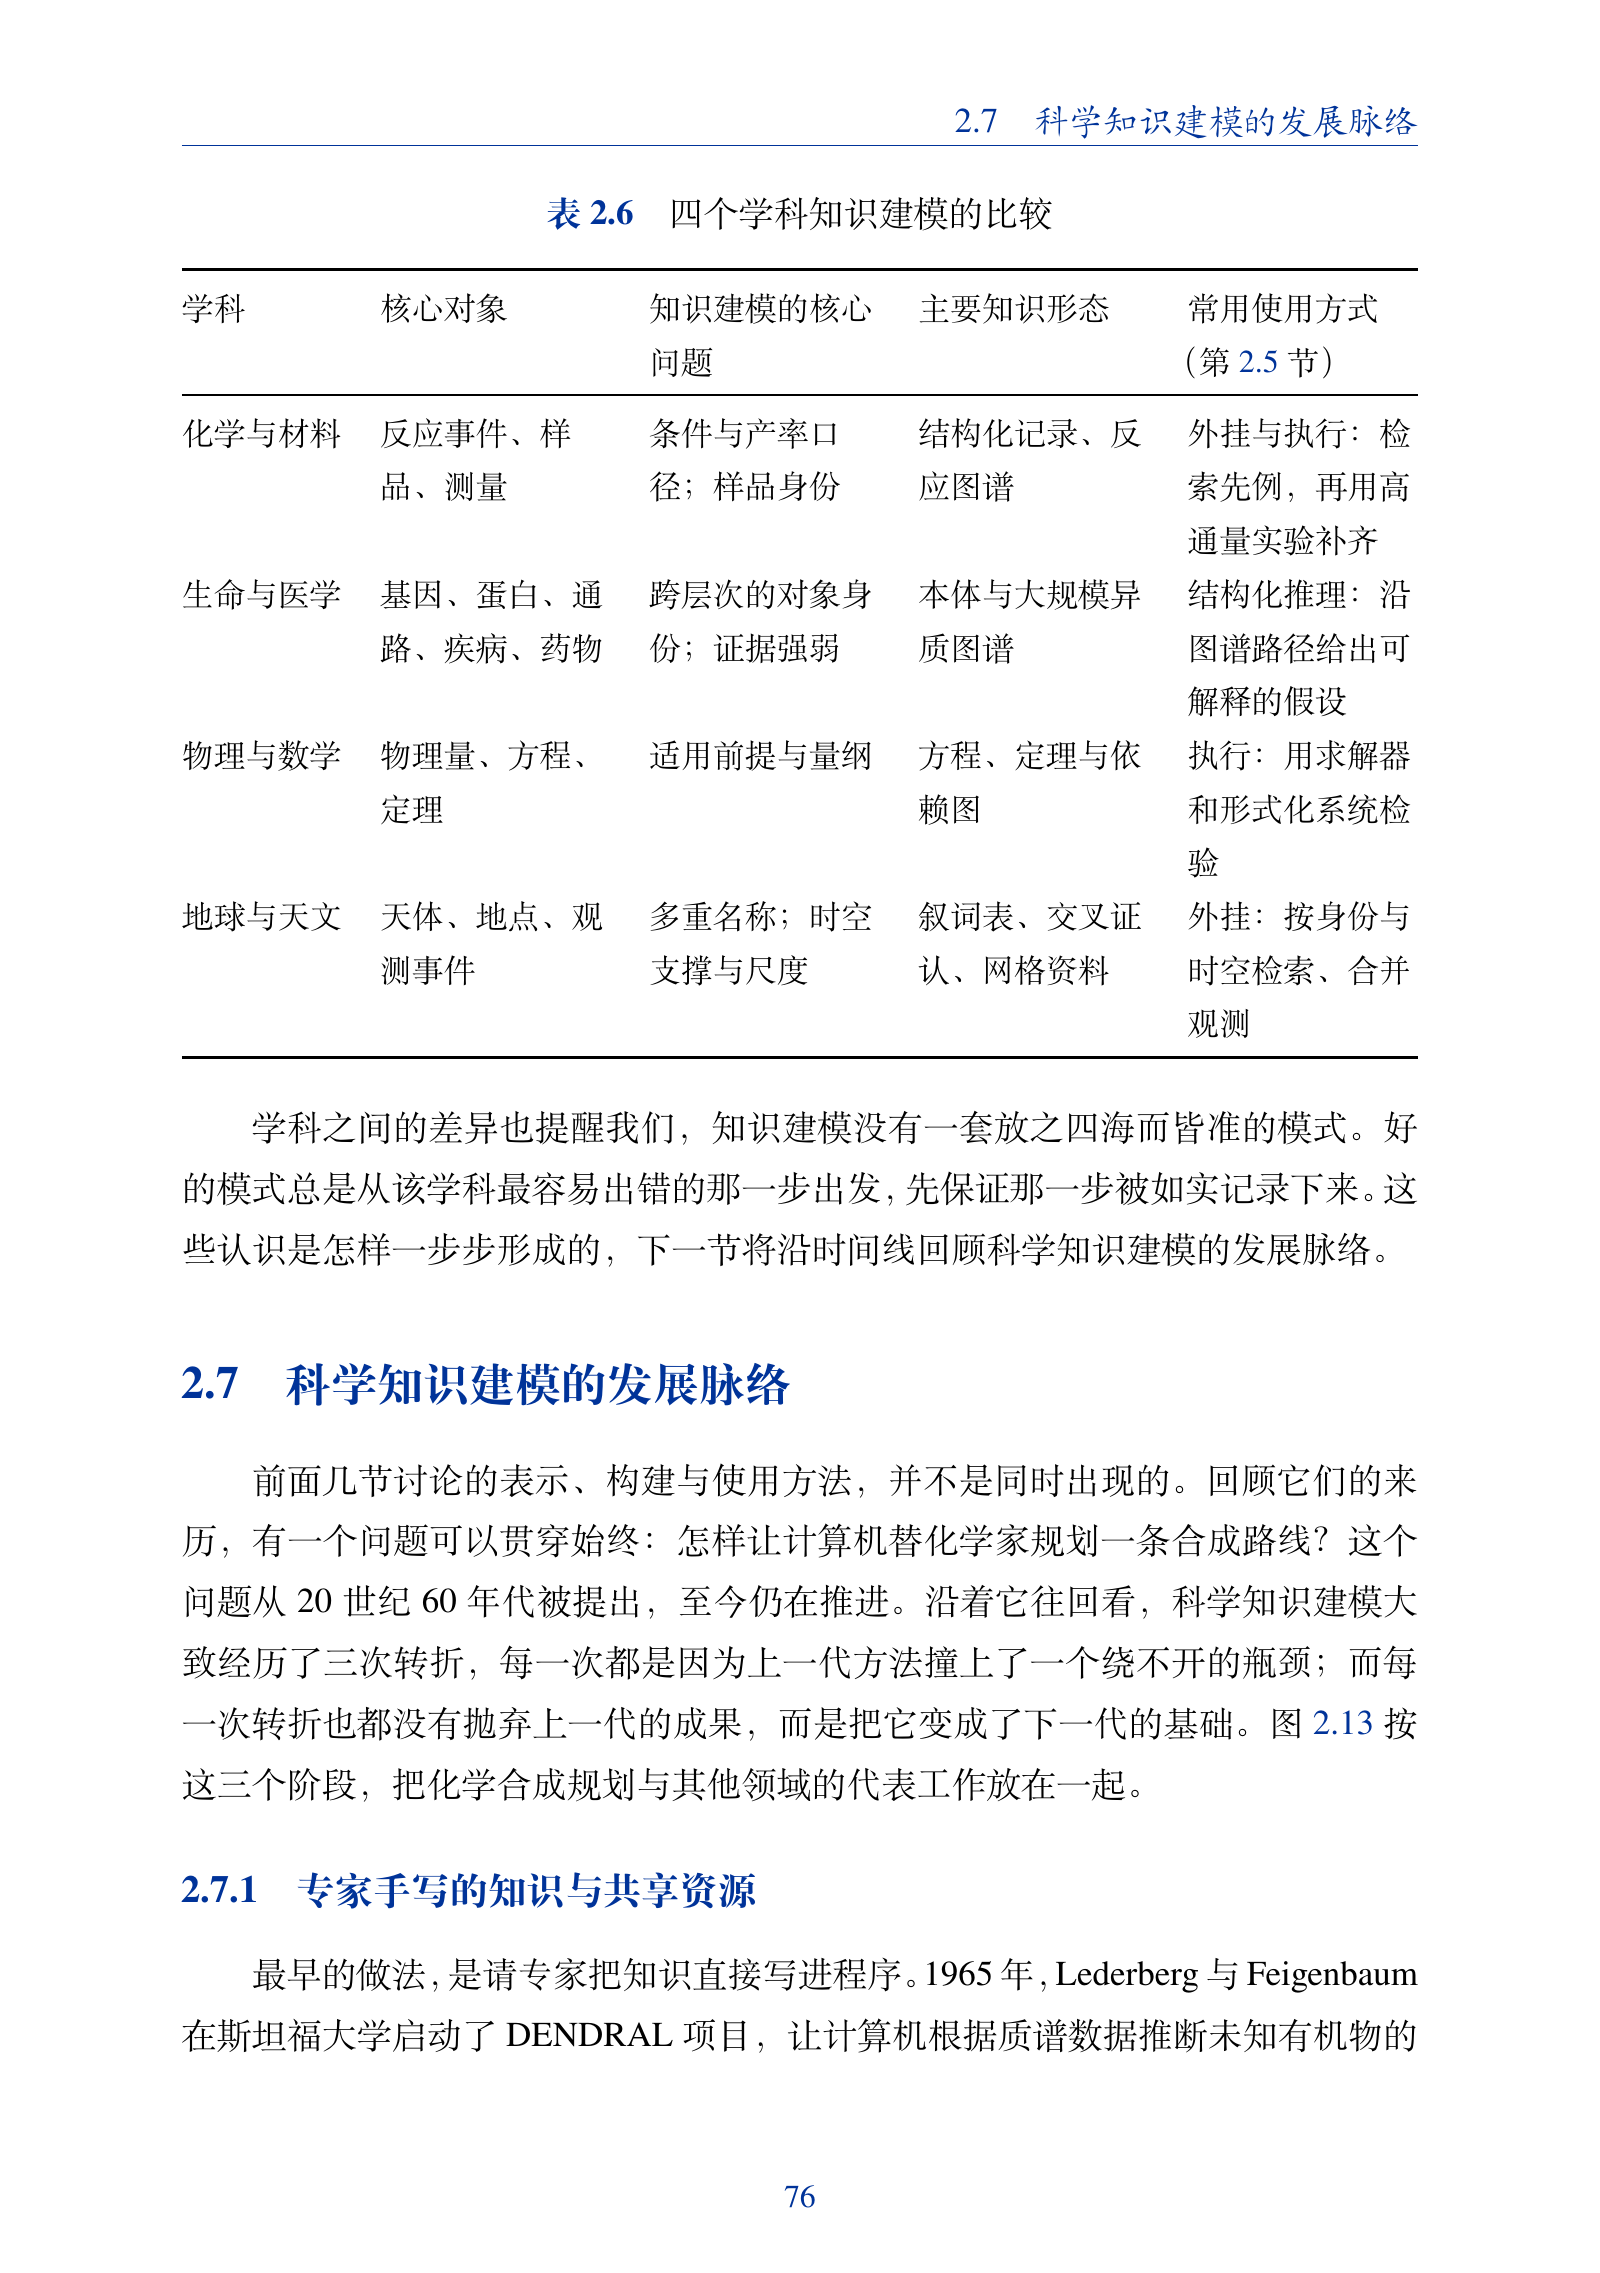 2.7 科学知识建模的发展脉络
表 2.6 四个学科知识建模的比较
学科 核心对象 知识建模的核心 主要知识形态 常用使用方式
问题 （第 2.5 节）
化学与材料 反应事件、样 条件与产率口 结构化记录、反 外挂与执行：检
品、测量 径；样品身份 应图谱 索先例，再用高
通量实验补齐
生命与医学 基因、蛋白、通 跨层次的对象身 本体与大规模异 结构化推理：沿
路、疾病、药物 份；证据强弱 质图谱 图谱路径给出可
解释的假设
物理与数学 物理量、方程、 适用前提与量纲 方程、定理与依 执行：用求解器
定理 赖图 和形式化系统检
验
地球与天文 天体、地点、观 多重名称；时空 叙词表、交叉证 外挂：按身份与
测事件 支撑与尺度 认、网格资料 时空检索、合并
观测
学科之间的差异也提醒我们，知识建模没有一套放之四海而皆准的模式。好
的模式总是从该学科最容易出错的那一步出发，先保证那一步被如实记录下来。这
些认识是怎样一步步形成的，下一节将沿时间线回顾科学知识建模的发展脉络。
2.7 科学知识建模的发展脉络
前面几节讨论的表示、构建与使用方法，并不是同时出现的。回顾它们的来
历，有一个问题可以贯穿始终：怎样让计算机替化学家规划一条合成路线？这个
问题从 20 世纪 60 年代被提出，至今仍在推进。沿着它往回看，科学知识建模大
致经历了三次转折，每一次都是因为上一代方法撞上了一个绕不开的瓶颈；而每
一次转折也都没有抛弃上一代的成果，而是把它变成了下一代的基础。图 2.13 按
这三个阶段，把化学合成规划与其他领域的代表工作放在一起。
2.7.1 专家手写的知识与共享资源
最早的做法，是请专家把知识直接写进程序。1965 年，Lederberg 与 Feigenbaum
在斯坦福大学启动了 DENDRAL 项目，让计算机根据质谱数据推断未知有机物的
76